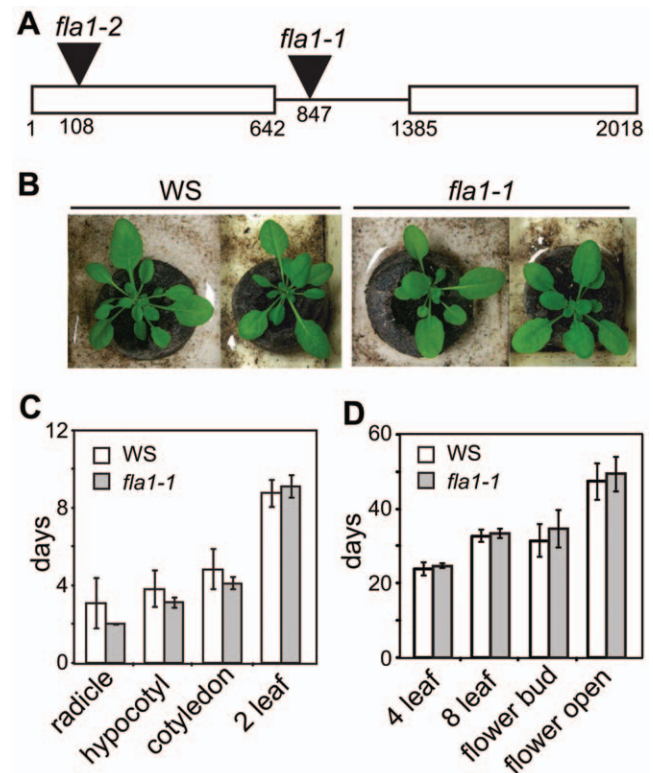 A
fla1-2
fla1-1
1 108 642 847 1385 2018
B
WS
fla1-1
C
12
8
4
0
days
WS
fla1-1
radicle
hypocotyl
cotyledon
2 leaf
D
60
40
20
0
days
WS
fla1-1
4 leaf
8 leaf
flower bud
flower open